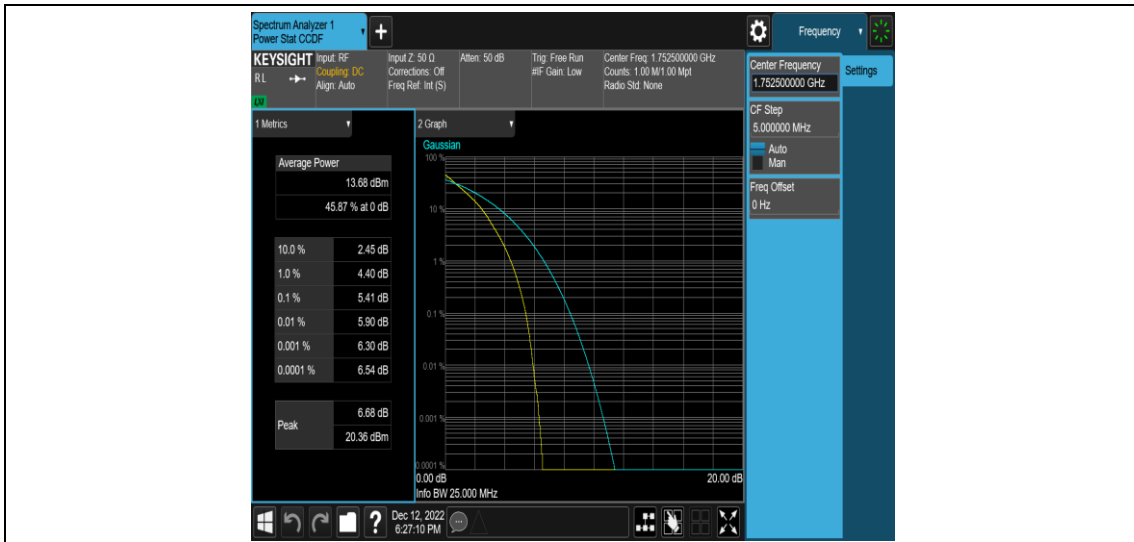 Spectrum Analyzer 1
Power Stat CCDF
+
Frequency
KEYSIGHT
RL
LXI
Input: RF
Coupling: DC
Align: Auto
Input Z: 50 Ω
Corrections: Off
Freq Ref: Int (S)
Atten: 50 dB
Trig: Free Run
#IF Gain: Low
Center Freq: 1.752500000 GHz
Counts: 1.00 M/1.00 Mpt
Radio Std: None
Center Frequency
1.752500000 GHz
Settings
CF Step
5.000000 MHz
Auto
Man
Freq Offset
0 Hz
1 Metrics
Average Power
13.68 dBm
45.87 % at 0 dB
10.0 % 2.45 dB
1.0 % 4.40 dB
0.1 % 5.41 dB
0.01 % 5.90 dB
0.001 % 6.30 dB
0.0001 % 6.54 dB
Peak
6.68 dB
20.36 dBm
2 Graph
Gaussian
100 %
10 %
1 %
0.1 %
0.01 %
0.001 %
0.0001 %
0.00 dB 20.00 dB
Info BW 25.000 MHz
?
Dec 12, 2022
6:27:10 PM